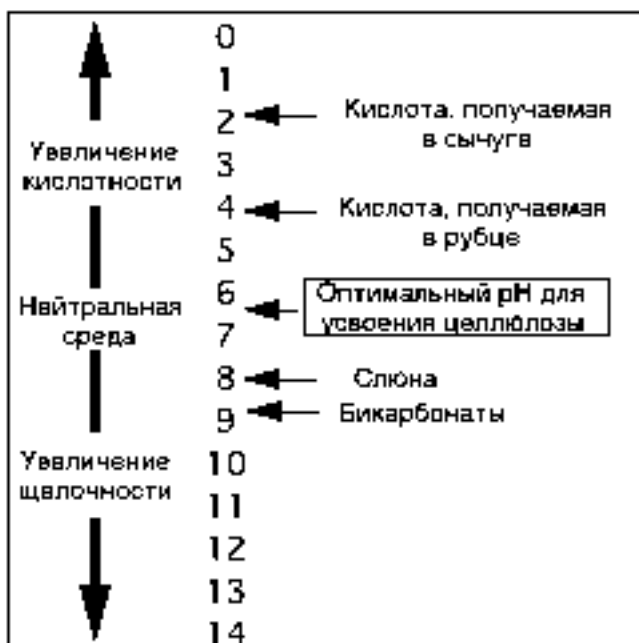 0
1
2
Кислота, получаемая
в сычуге
Увеличение
кислотности
3
4
Кислота, получаемая
в рубце
5
6
Оптимальный pH для
усвоения целлюлозы
Нейтральная
среда
7
8
Слюна
9
Бикарбонаты
Увеличение
щелочности
10
11
12
13
14